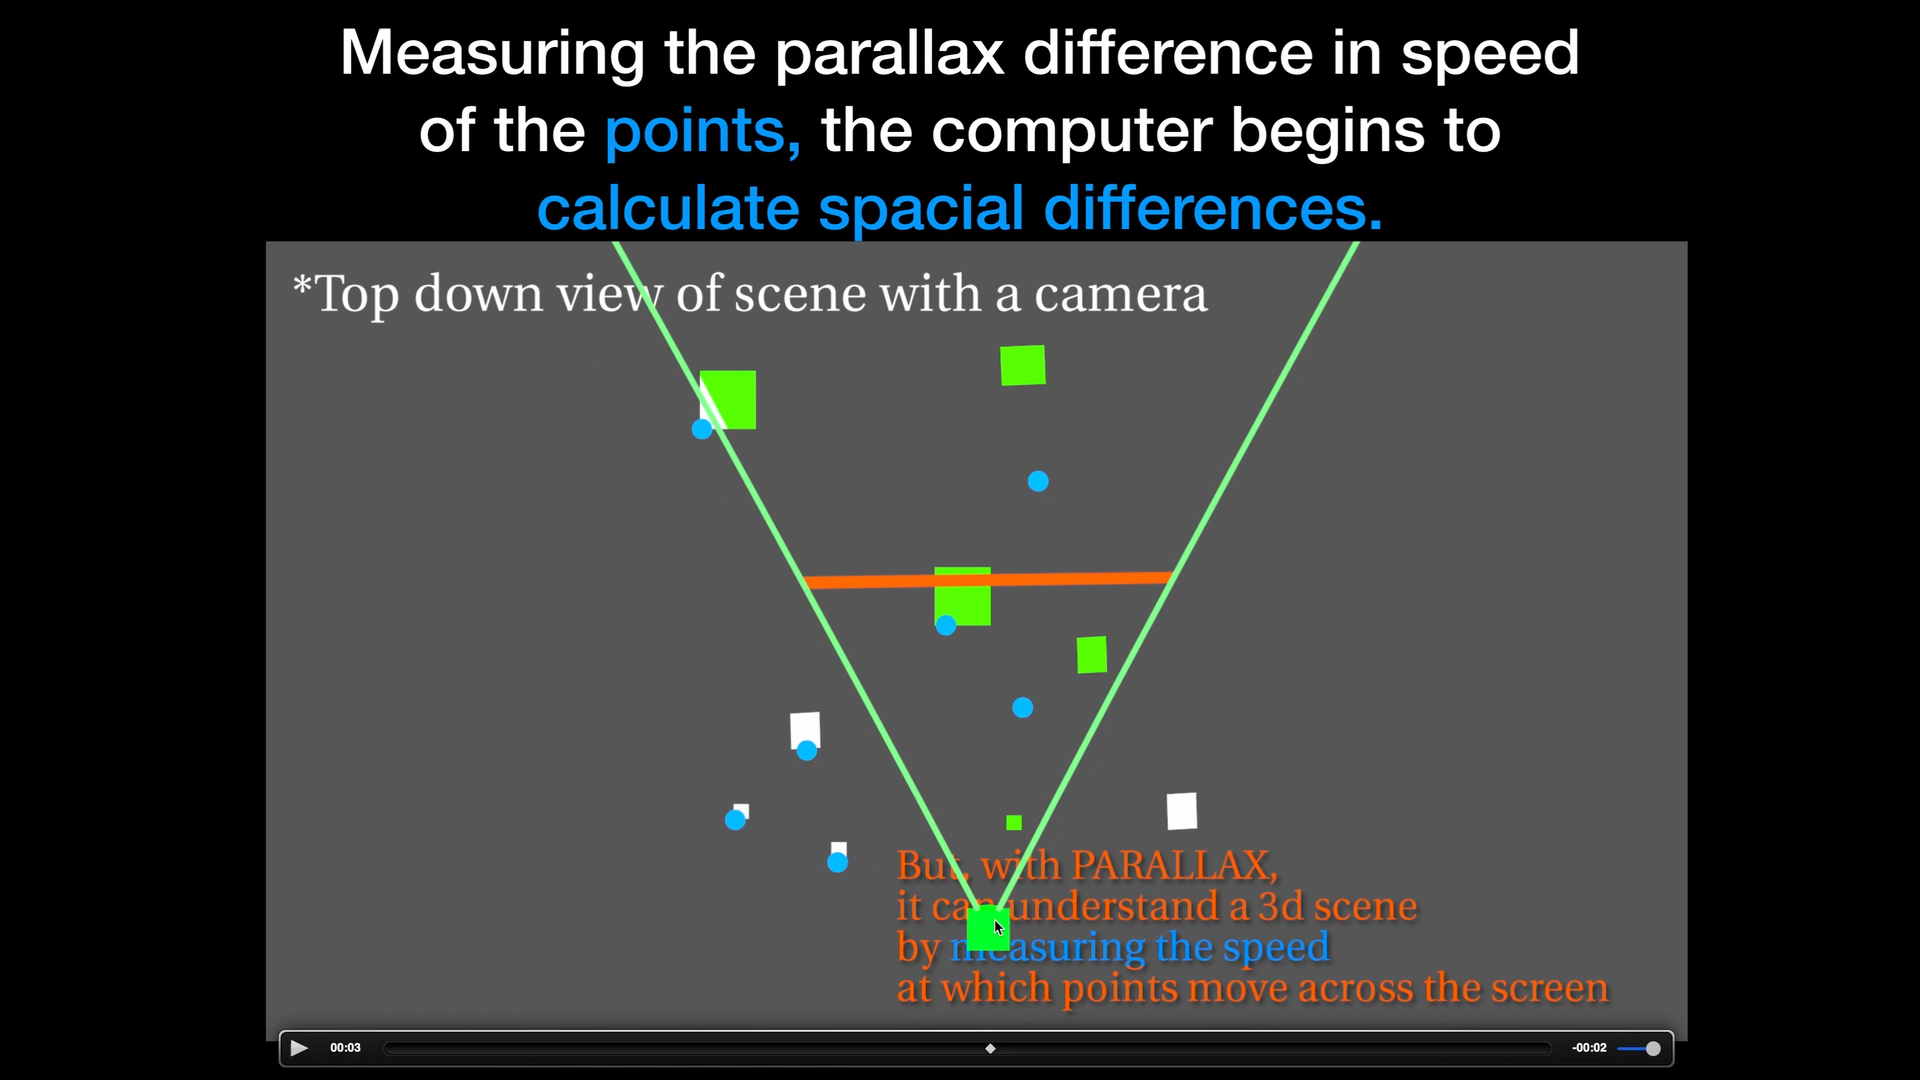 Measuring the parallax difference in speed
of the points, the computer begins to
calculate spacial differences.
*Top down view of scene with a camera
But, with PARALLAX,
it can understand a 3d scene
by measuring the speed
at which points move across the screen
00:03
-00:02